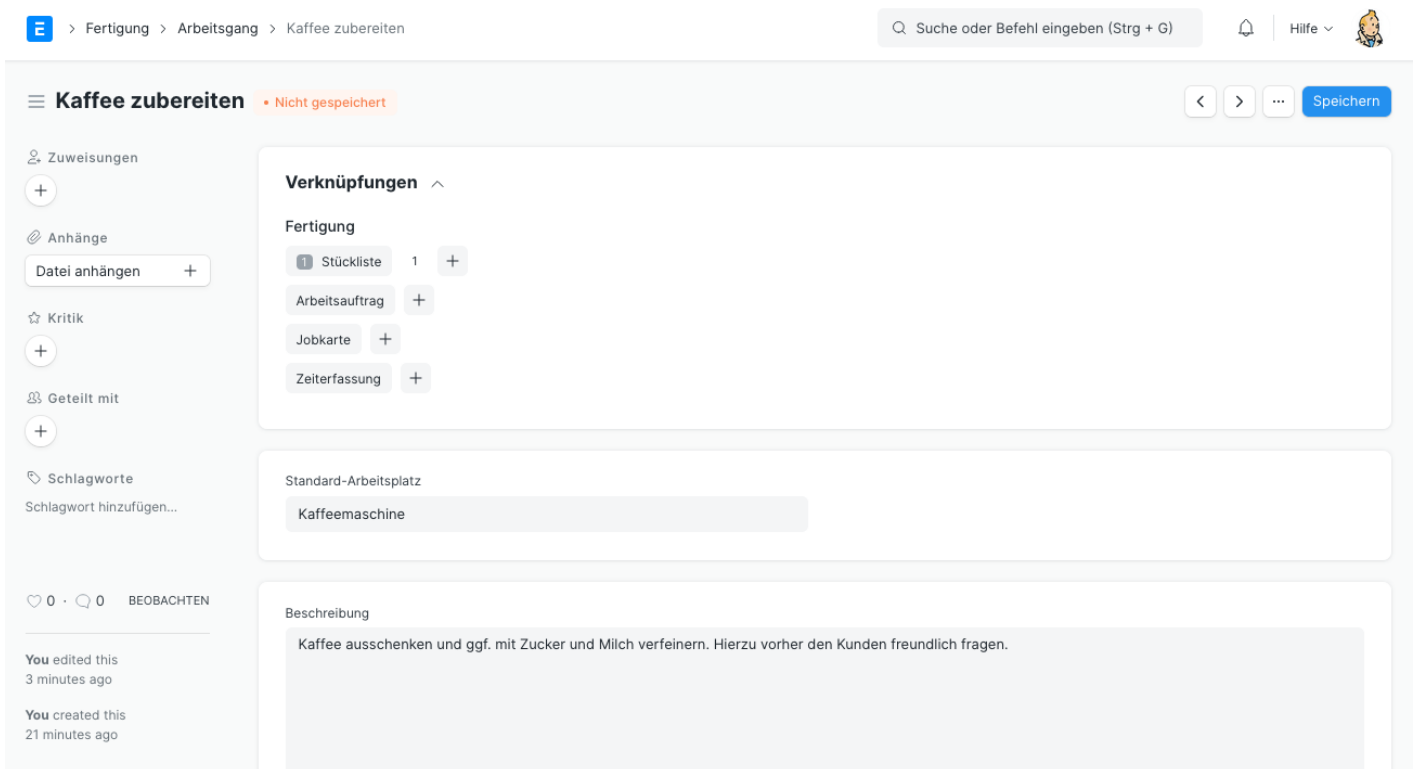 E > Fertigung > Arbeitsgang > Kaffee zubereiten
Suche oder Befehl eingeben (Strg + G)
Hilfe
Kaffee zubereiten
• Nicht gespeichert
< > ... Speichern
Zuweisungen
+
Anhänge
Datei anhängen +
Kritik
+
Geteilt mit
+
Schlagworte
Schlagwort hinzufügen...
0 · 0 BEOBACHTEN
You edited this
3 minutes ago
You created this
21 minutes ago
Verknüpfungen
Fertigung
1 Stückliste 1 +
Arbeitsauftrag +
Jobkarte +
Zeiterfassung +
Standard-Arbeitsplatz
Kaffeemaschine
Beschreibung
Kaffee ausschenken und ggf. mit Zucker und Milch verfeinern. Hierzu vorher den Kunden freundlich fragen.